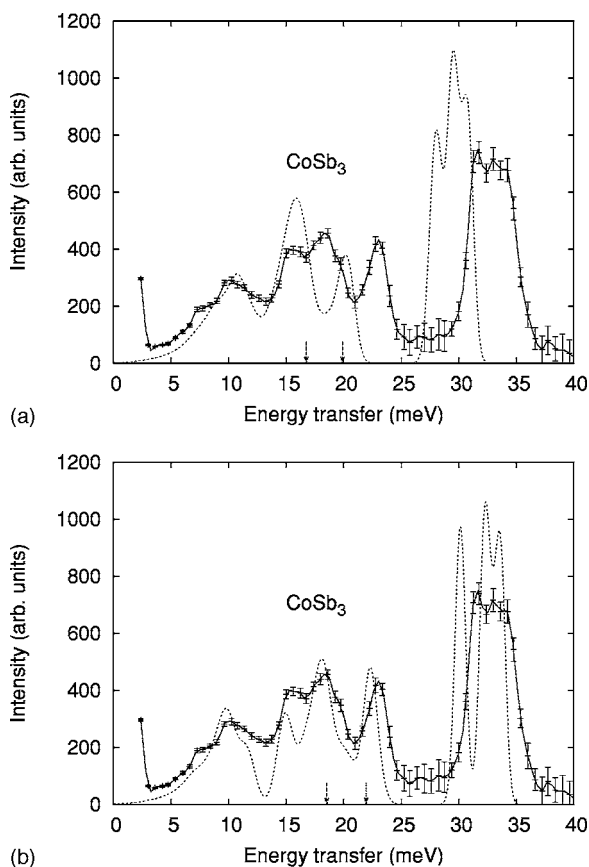 1200
1000
800
600
400
200
0
Intensity (arb. units)
CoSb3
0 5 10 15 20 25 30 35 40
Energy transfer (meV)
(a)
1200
1000
800
600
400
200
0
Intensity (arb. units)
CoSb3
0 5 10 15 20 25 30 35 40
Energy transfer (meV)
(b)